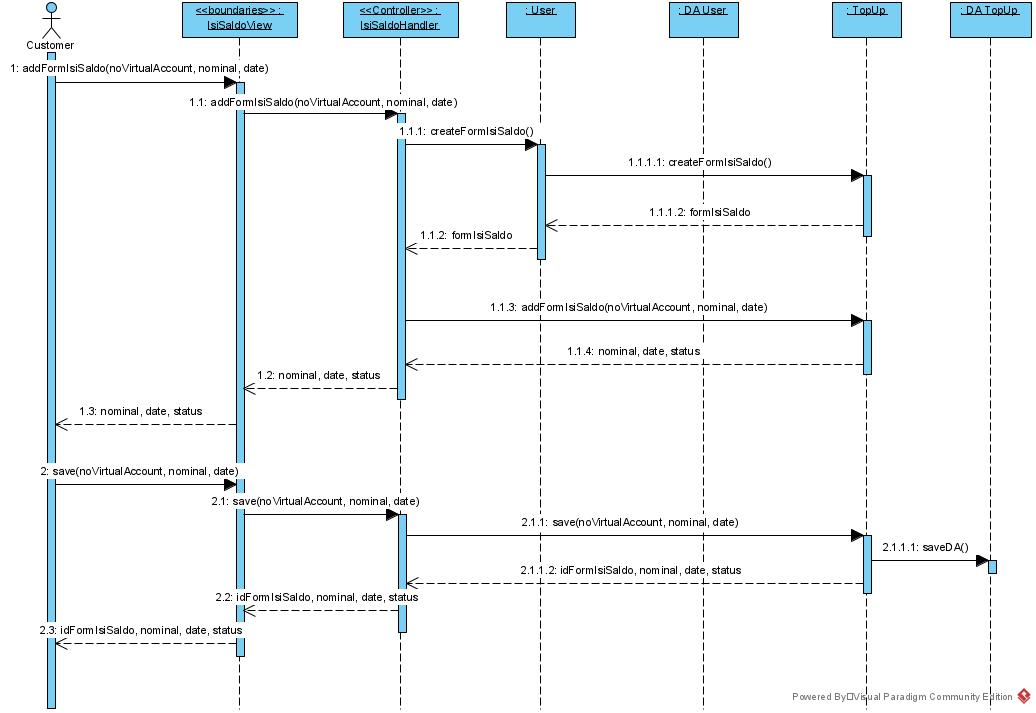 <<boundaries>> :
IsiSaldoView
<<Controller>> :
IsiSaldoHandler
: User
: DA User
: TopUp
: DA TopUp
Customer
1: addFormIsiSaldo(noVirtualAccount, nominal, date)
1.1: addFormIsiSaldo(noVirtualAccount, nominal, date)
1.1.1: createFormIsiSaldo()
1.1.1.1: createFormIsiSaldo()
1.1.1.2: formIsiSaldo
1.1.2: formIsiSaldo
1.1.3: addFormIsiSaldo(noVirtualAccount, nominal, date)
1.1.4: nominal, date, status
1.2: nominal, date, status
1.3: nominal, date, status
2: save(noVirtualAccount, nominal, date)
2.1: save(noVirtualAccount, nominal, date)
2.1.1: save(noVirtualAccount, nominal, date)
2.1.1.1: saveDA()
2.1.1.2: idFormIsiSaldo, nominal, date, status
2.2: idFormIsiSaldo, nominal, date, status
2.3: idFormIsiSaldo, nominal, date, status
Powered By Visual Paradigm Community Edition